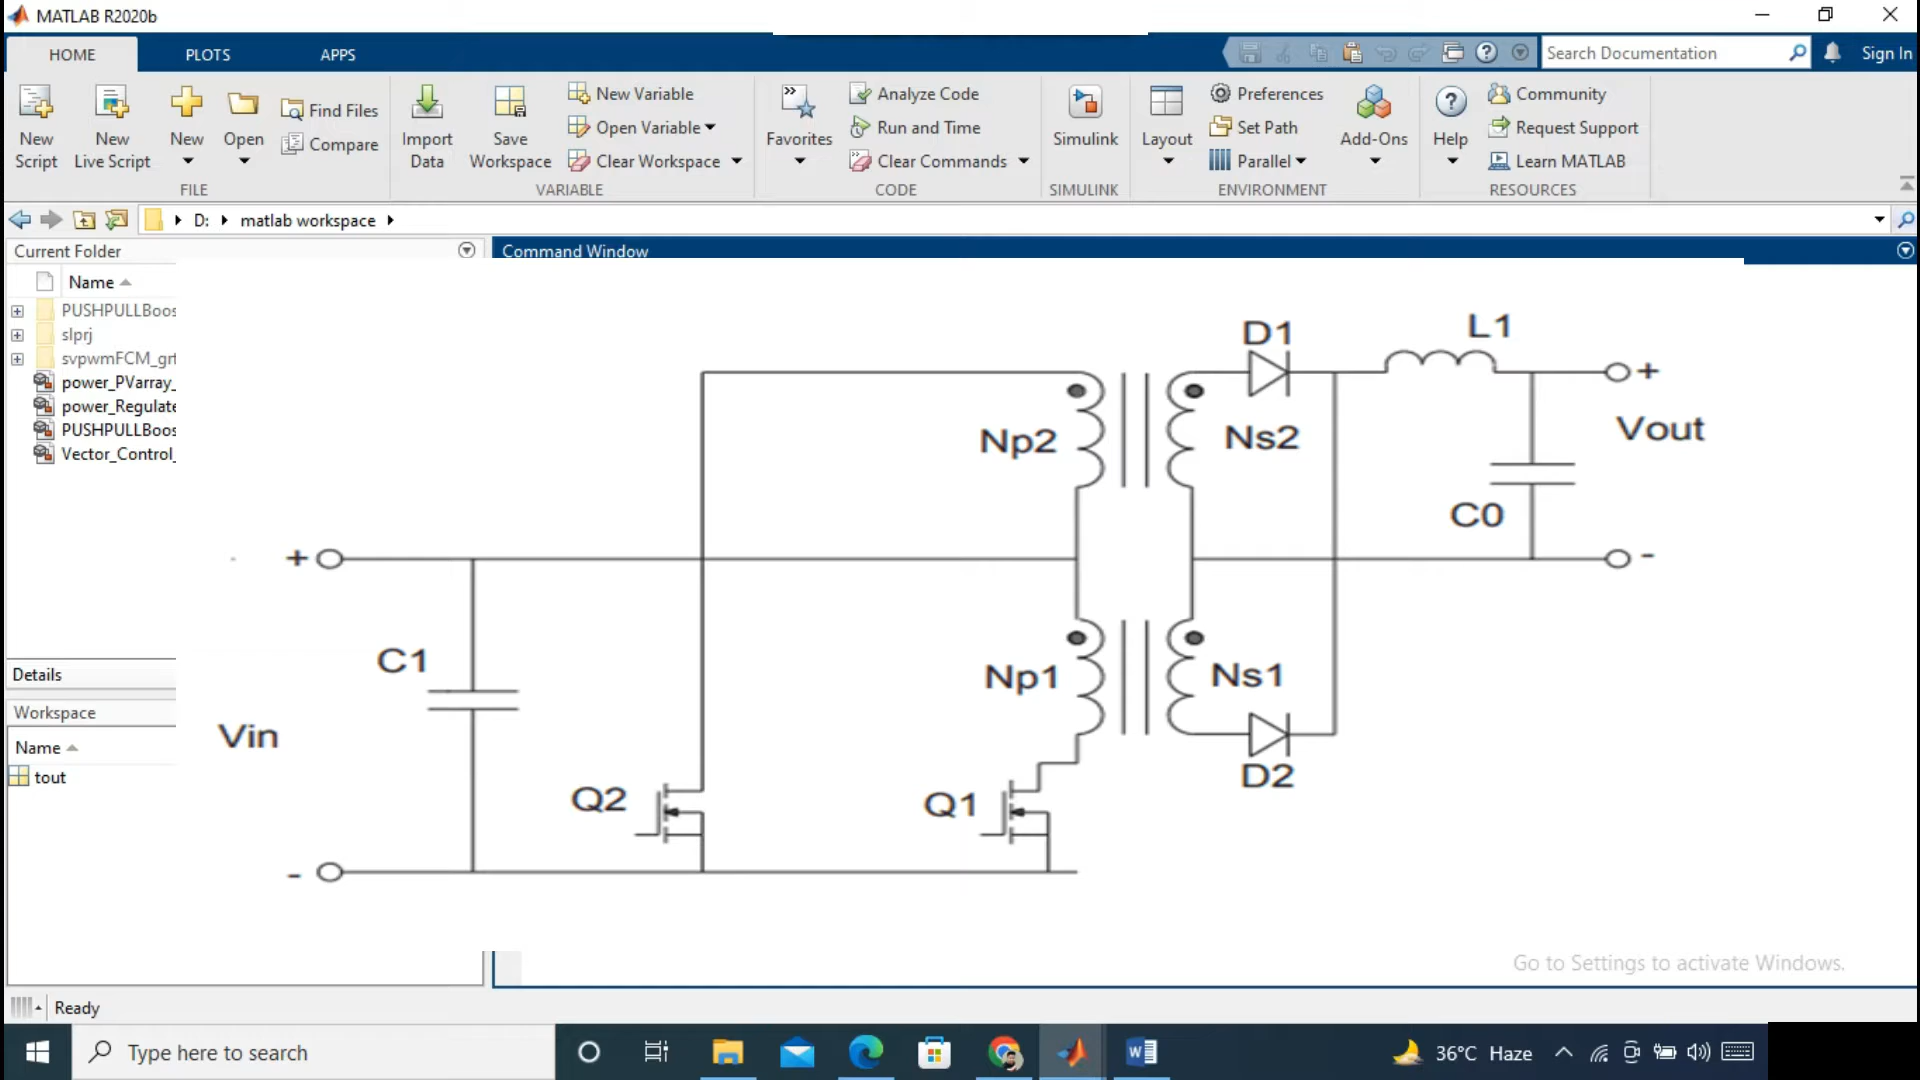 MATLAB R2020b
HOME PLOTS APPS
Search Documentation
Sign In
New Script
New Live Script
New
Open
Find Files
Compare
FILE
Import Data
Save Workspace
New Variable
Open Variable
Clear Workspace
VARIABLE
Favorites
Analyze Code
Run and Time
Clear Commands
CODE
Simulink
SIMULINK
Layout
Preferences
Set Path
Parallel
ENVIRONMENT
Add-Ons
Help
Community
Request Support
Learn MATLAB
RESOURCES
D: matlab workspace
Current Folder
Command Window
Name
PUSHPULLBoos
slprj
svpwmFCM_grt
power_PVarray_
power_Regulate
PUSHPULLBoos
Vector_Control_
Details
Workspace
Name
tout
D1
L1
+
Np2
Ns2
Vout
C0
+
-
C1
Np1
Ns1
Vin
Q2
Q1
D2
-
Go to Settings to activate Windows.
Ready
Type here to search
36°C Haze